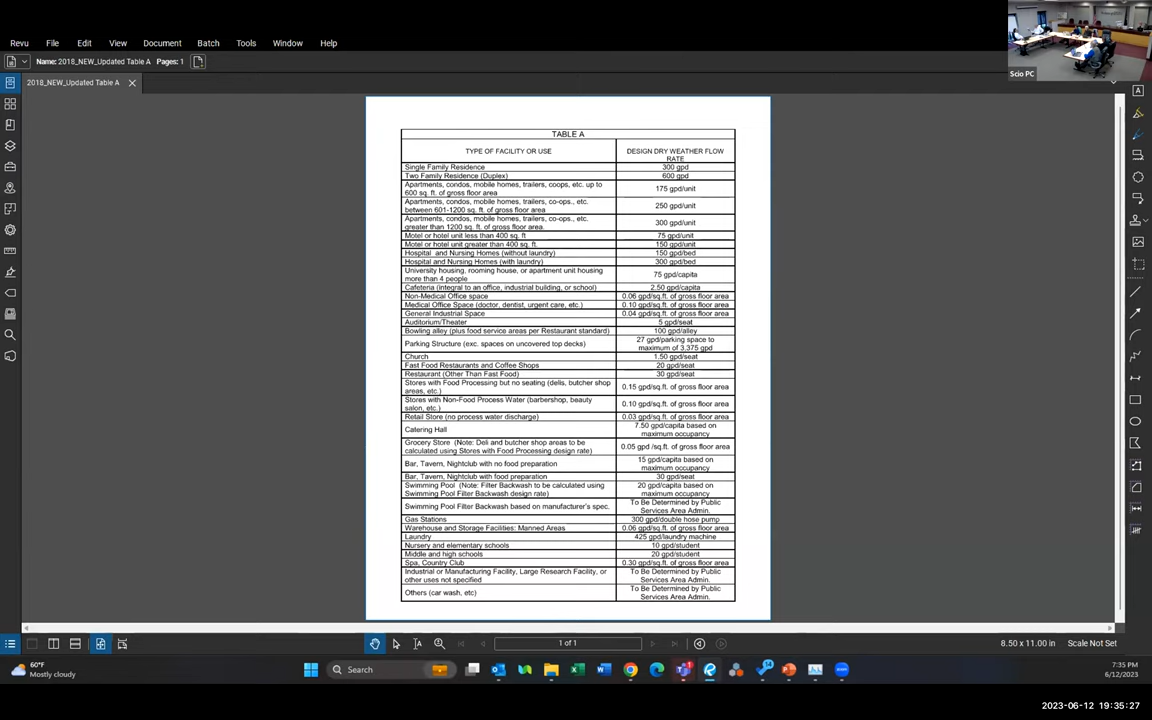 Revu File Edit View Document Batch Tools Window Help
Name: 2018_NEW_Updated Table A Pages: 1
2018_NEW_Updated Table A
Scio PC
TABLE A
TYPE OF FACILITY OR USE
DESIGN DRY WEATHER FLOW
RATE
Single Family Residence 300 gpd
Two Family Residence (Duplex) 600 gpd
Apartments, condos, mobile homes, trailers, coops, etc. up to
600 sq. ft. of gross floor area
175 gpd/unit
Apartments, condos, mobile homes, trailers, co-ops., etc.
between 601-1200 sq. ft. of gross floor area
250 gpd/unit
Apartments, condos, mobile homes, trailers, co-ops., etc.
greater than 1200 sq. ft. of gross floor area.
300 gpd/unit
Motel or hotel unit less than 400 sq. ft 75 gpd/unit
Motel or hotel unit greater than 400 sq. ft. 150 gpd/unit
Hospital and Nursing Homes (without laundry) 150 gpd/bed
Hospital and Nursing Homes (with laundry) 300 gpd/bed
University housing, rooming house, or apartment unit housing
more than 4 people
75 gpd/capita
Cafeteria (integral to an office, industrial building, or school) 2.50 gpd/capita
Non-Medical Office space 0.06 gpd/sq.ft. of gross floor area
Medical Office Space (doctor, dentist, urgent care, etc.) 0.10 gpd/sq.ft. of gross floor area
General Industrial Space 0.04 gpd/sq.ft. of gross floor area
Auditorium/Theater 5 gpd/seat
Bowling alley (plus food service areas per Restaurant standard) 100 gpd/alley
Parking Structure (exc. spaces on uncovered top decks)
27 gpd/parking space to
maximum of 3,375 gpd
Church 1.50 gpd/seat
Fast Food Restaurants and Coffee Shops 20 gpd/seat
Restaurant (Other Than Fast Food) 30 gpd/seat
Stores with Food Processing but no seating (delis, butcher shop
areas, etc.)
0.15 gpd/sq.ft. of gross floor area
Stores with Non-Food Process Water (barbershop, beauty
salon, etc.)
0.10 gpd/sq.ft. of gross floor area
Retail Store (no process water discharge) 0.03 gpd/sq.ft. of gross floor area
Catering Hall
7.50 gpd/capita based on
maximum occupancy
Grocery Store (Note: Deli and butcher shop areas to be
calculated using Stores with Food Processing design rate)
0.05 gpd /sq.ft. of gross floor area
Bar, Tavern, Nightclub with no food preparation
15 gpd/capita based on
maximum occupancy
Bar, Tavern, Nightclub with food preparation 30 gpd/seat
Swimming Pool (Note: Filter Backwash to be calculated using
Swimming Pool Filter Backwash design rate)
20 gpd/capita based on
maximum occupancy
Swimming Pool Filter Backwash based on manufacturer's spec.
To Be Determined by Public
Services Area Admin.
Gas Stations 300 gpd/double hose pump
Warehouse and Storage Facilities: Manned Areas 0.06 gpd/sq.ft. of gross floor area
Laundry 425 gpd/laundry machine
Nursery and elementary schools 10 gpd/student
Middle and high schools 20 gpd/student
Spa, Country Club 0.30 gpd/sq.ft. of gross floor area
Industrial or Manufacturing Facility, Large Research Facility, or
other uses not specified
To Be Determined by Public
Services Area Admin.
Others (car wash, etc)
To Be Determined by Public
Services Area Admin.
1 of 1
8.50 x 11.00 in Scale Not Set
60°F
Mostly cloudy
Search
7:35 PM
6/12/2023
2023-06-12 19:35:27